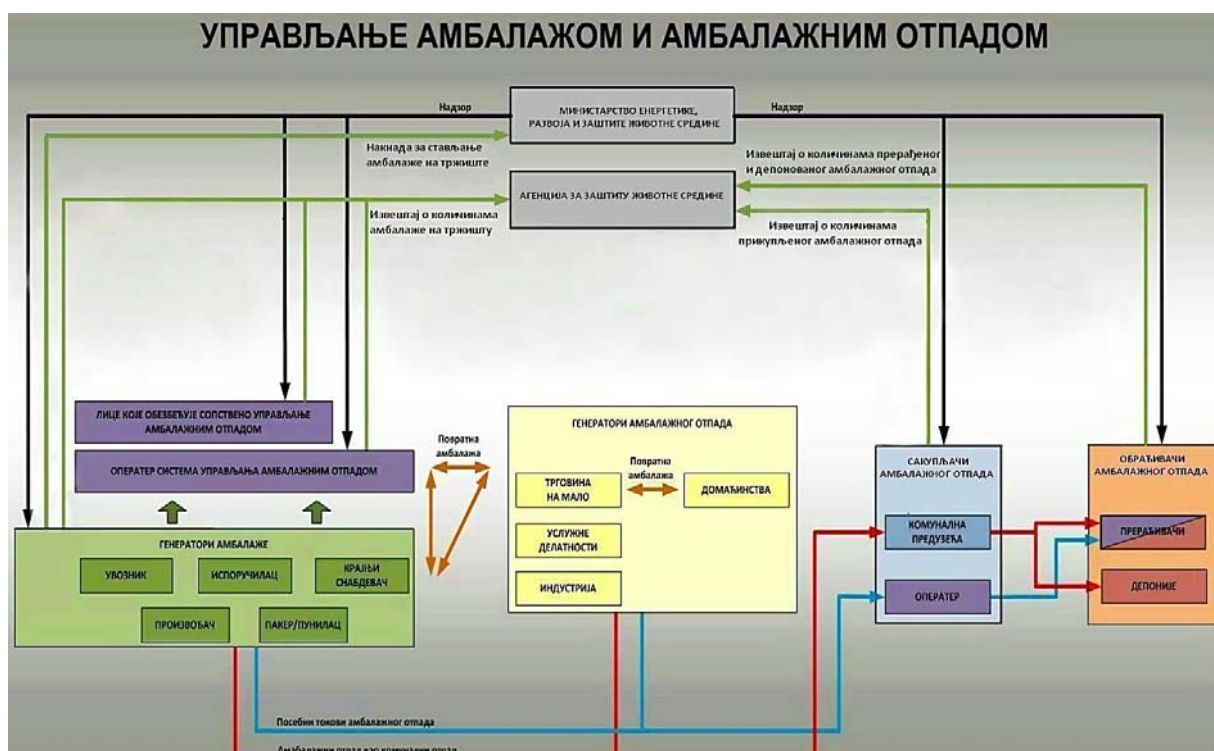 УПРАВЉАЊЕ АМБАЛАЖОМ И АМБАЛАЖНИМ ОТПАДОМ
Надзор
МИНИСТАРСТВО ЕНЕРГЕТИКЕ,
РАЗВОЈА И ЗАШТИТЕ ЖИВОТНЕ СРЕДИНЕ
Надзор
Накнада за стављање
амбалаже на тржиште
Извештај о количинама прерађеног
и депонованог амбалажног отпада
АГЕНЦИЈА ЗА ЗАШТИТУ ЖИВОТНЕ СРЕДИНЕ
Извештај о количинама
амбалаже на тржишту
Извештај о количинама
прикупљеног амбалажног отпада
ЛИЦЕ КОЈЕ ОБЕЗБЕЂУЈЕ СОПСТВЕНО УПРАВЉАЊЕ
АМБАЛАЖНИМ ОТПАДОМ
ОПЕРАТЕР СИСТЕМА УПРАВЉАЊА АМБАЛАЖНИМ ОТПАДОМ
Повратна
амбалажа
ГЕНЕРАТОРИ АМБАЛАЖЕ
УВОЗНИК
ИСПОРУЧИЛАЦ
КРАЈЊИ
СНАБДЕВАЧ
ПРОИЗВОЂАЧ
ПАКЕР/ПУНИЛАЦ
ГЕНЕРАТОРИ АМБАЛАЖНОГ ОТПАДА
ТРГОВИНА
НА МАЛО
Повратна
амбалажа
ДОМАЋИНСТВА
УСЛУЖНЕ
ДЕЛАТНОСТИ
ИНДУСТРИЈА
САКУПЉАЧИ
АМБАЛАЖНОГ ОТПАДА
КОМУНАЛНА
ПРЕДУЗЕЋА
ОПЕРАТЕР
ОБРАЂИВАЧИ
АМБАЛАЖНОГ ОТПАДА
ПРЕРАЂИВАЧИ
ДЕПОНИЈЕ
Посебни токови амбалажног отпада